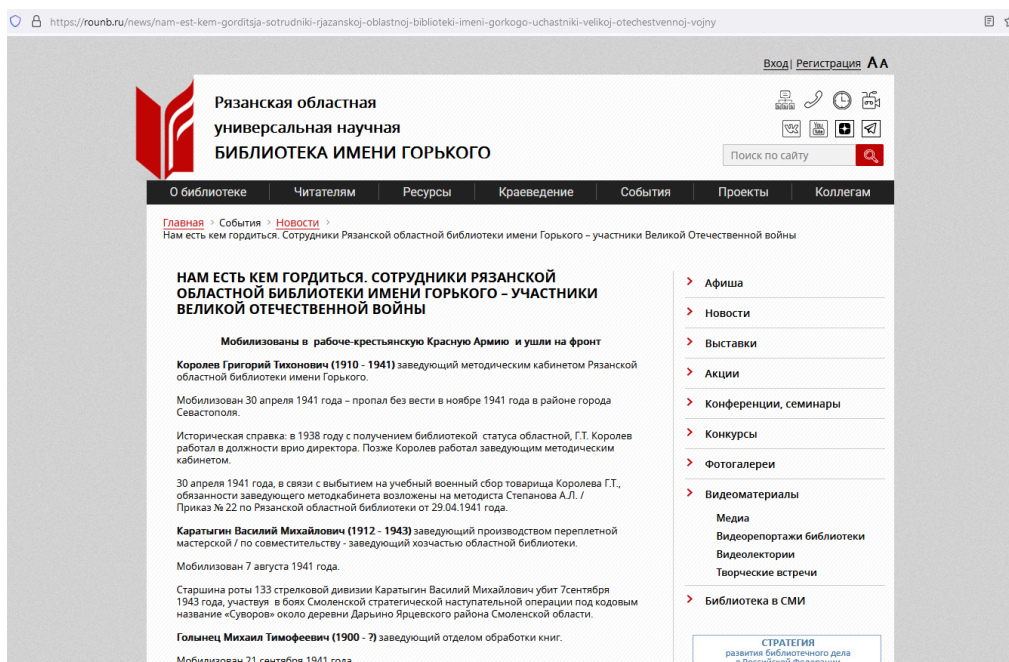 https://rounb.ru/news/nam-est-kem-gorditsja-sotrudniki-rjazanskoj-oblastnoj-biblioteki-imeni-gorkogo-uchastniki-velikoj-otechestvennoj-vojny
Вход | Регистрация А А
Рязанская областная
универсальная научная
БИБЛИОТЕКА ИМЕНИ ГОРЬКОГО
You Tube
Поиск по сайту
О библиотеке Читателям Ресурсы Краеведение События Проекты Коллегам
Главная > События > Новости >
Нам есть кем гордиться. Сотрудники Рязанской областной библиотеки имени Горького – участники Великой Отечественной войны
НАМ ЕСТЬ КЕМ ГОРДИТЬСЯ. СОТРУДНИКИ РЯЗАНСКОЙ
ОБЛАСТНОЙ БИБЛИОТЕКИ ИМЕНИ ГОРЬКОГО – УЧАСТНИКИ
ВЕЛИКОЙ ОТЕЧЕСТВЕННОЙ ВОЙНЫ
Мобилизованы в рабоче-крестьянскую Красную Армию и ушли на фронт
Королев Григорий Тихонович (1910 - 1941) заведующий методическим кабинетом Рязанской
областной библиотеки имени Горького.
Мобилизован 30 апреля 1941 года – пропал без вести в ноябре 1941 года в районе города
Севастополя.
Историческая справка: в 1938 году с получением библиотекой статуса областной, Г.Т. Королев
работал в должности врио директора. Позже Королев работал заведующим методическим
кабинетом.
30 апреля 1941 года, в связи с выбытием на учебный военный сбор товарища Королева Г.Т.,
обязанности заведующего методкабинета возложены на методиста Степанова А.Л. /
Приказ № 22 по Рязанской областной библиотеки от 29.04.1941
года.
Каратыгин Василий Михайлович (1912 - 1943) заведующий производством переплетной
мастерской / по совместительству - заведующий хозчастью областной библиотеки.
Мобилизован 7 августа 1941 года.
Старшина роты 133 стрелковой дивизии Каратыгин Василий Михайлович убит 7сентября
1943 года, участвуя в боях Смоленской стратегической наступательной операции под кодовым
название «Суворов» около деревни Дарьино Ярцевского района Смоленской области.
Голынец Михаил Тимофеевич (1900 - ?) заведующий отделом обработки книг.
Мобилизован 21 сентября 1941 года
Афиша
Новости
Выставки
Акции
Конференции, семинары
Конкурсы
Фотогалереи
Видеоматериалы
Медиа
Видеорепортажи библиотеки
Видеолектории
Творческие встречи
Библиотека в СМИ
СТРАТЕГИЯ
развития библиотечного дела
в Российской Федерации